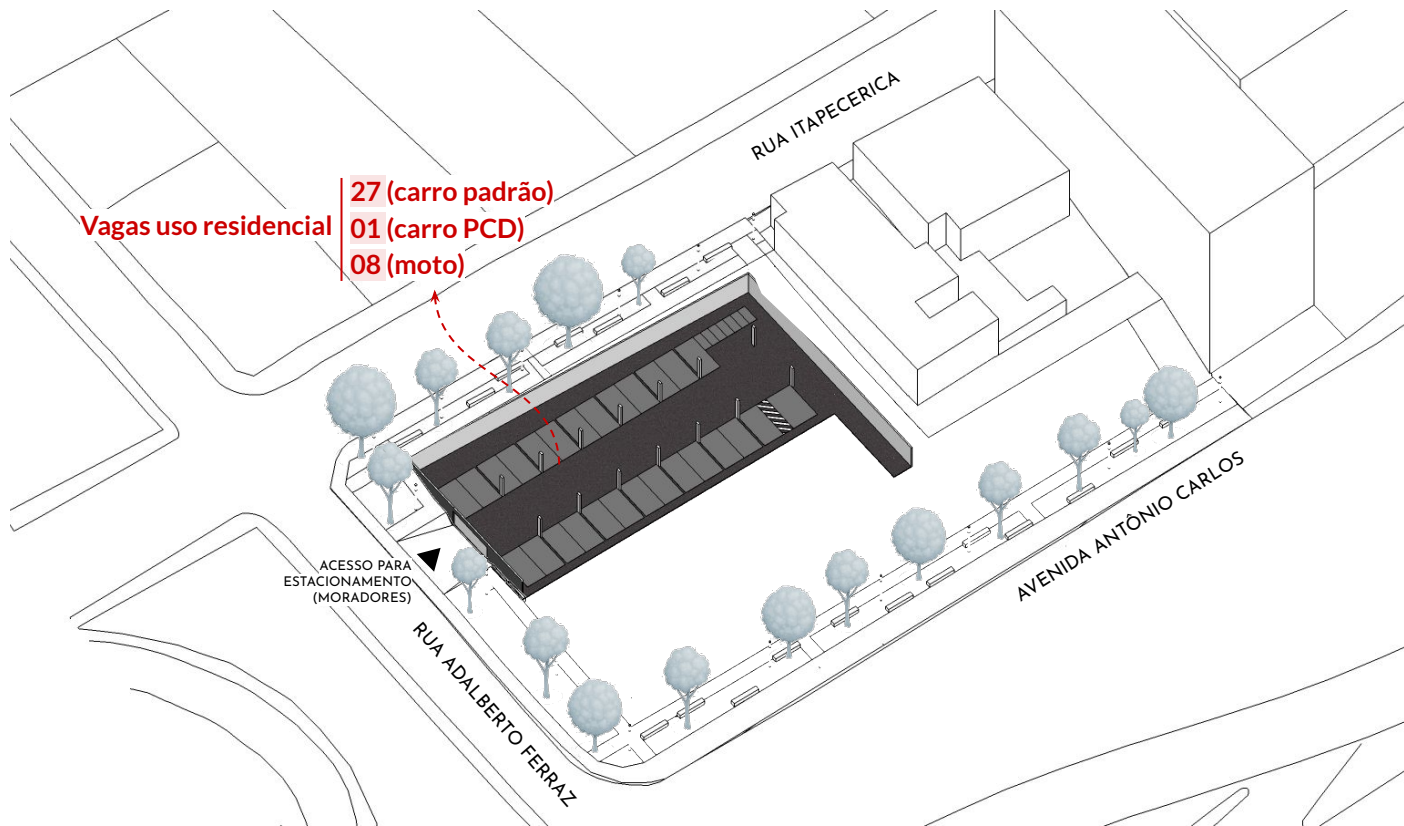 RUA ITAPECERICA
Vagas uso residencial
27 (carro padrão)
01 (carro PCD)
08 (moto)
ACESSO PARA
ESTACIONAMENTO
(MORADORES)
RUA ADALBERTO FERRAZ
AVENIDA ANTÔNIO CARLOS